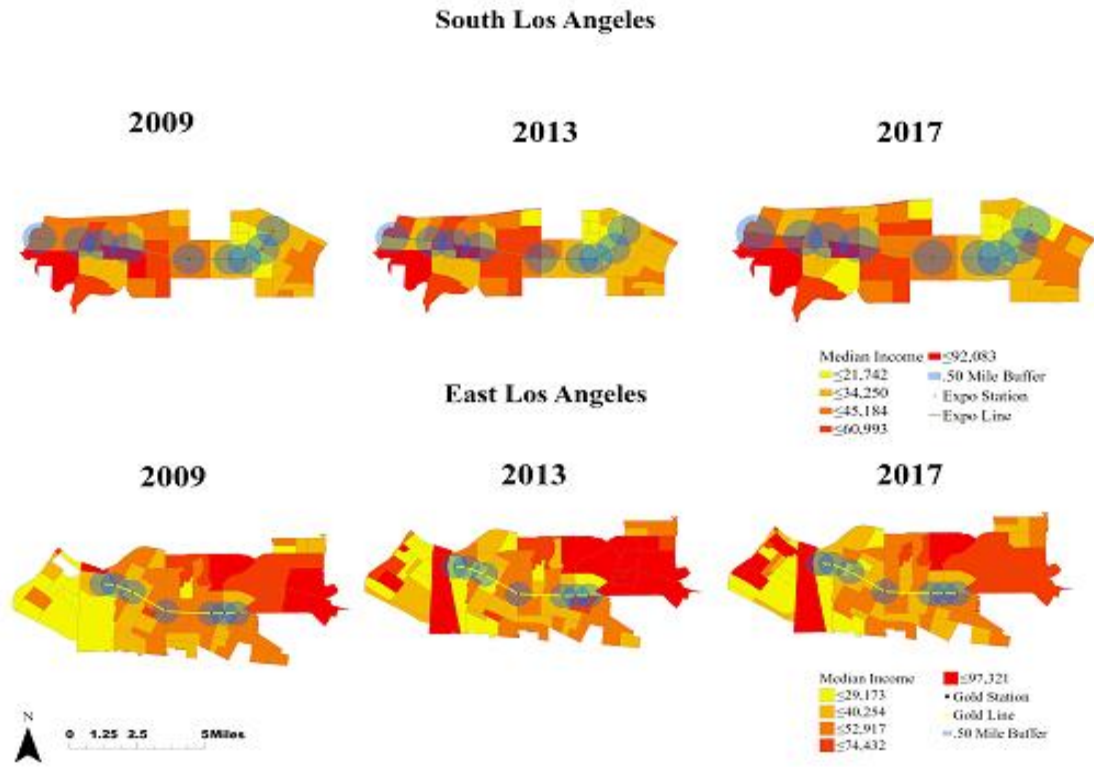 South Los Angeles
2009
2013
2017
Median Income
≤21,742
≤34,250
≤45,184
≤60,993
≤92,083
.50 Mile Buffer
Expo Station
Expo Line
East Los Angeles
2009
2013
2017
Median Income
≤29,173
≤40,254
≤52,917
≤74,432
≤97,321
Gold Station
Gold Line
.50 Mile Buffer
N
0 1.25 2.5 5Miles